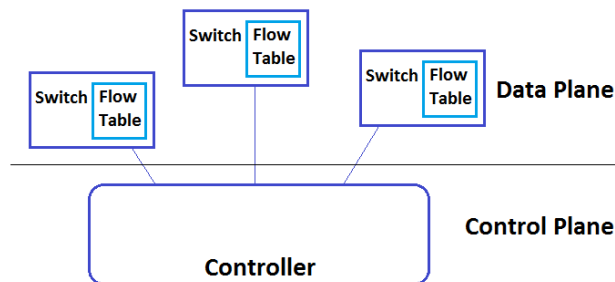 Switch Flow
Table
Switch Flow
Table
Switch Flow
Table
Data Plane
Control Plane
Controller